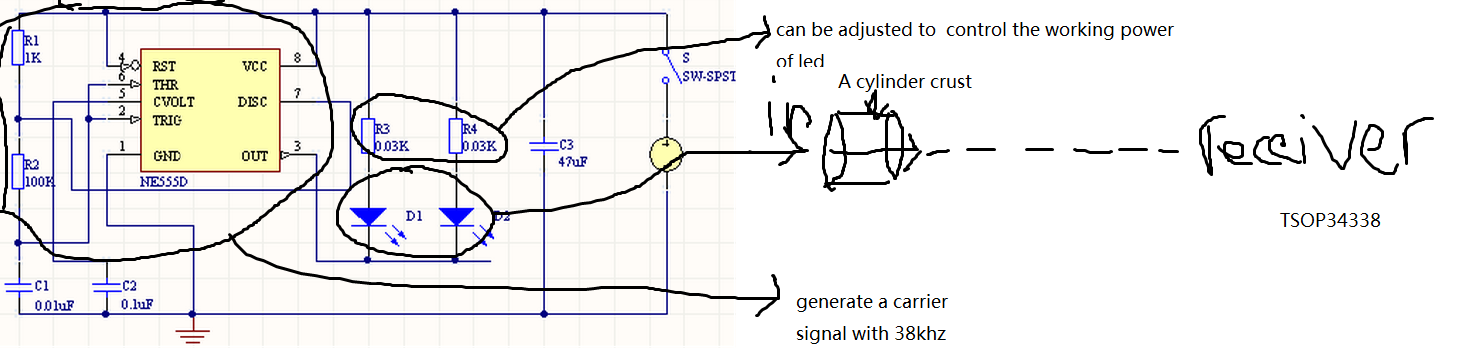 can be adjusted to control the working power
of led
A cylinder crust
R1
1K
4
RST
VCC
8
6
THR
5
CVOLT
DISC
7
2
TRIG
1
GND
OUT
3
NE555D
R2
100K
R3
0.03K
R4
0.03K
C3
47uF
S
SW-SPST
D1
D2
IR
receiver
TSOP34338
C1
0.01uF
C2
0.1uF
generate a carrier
signal with 38khz